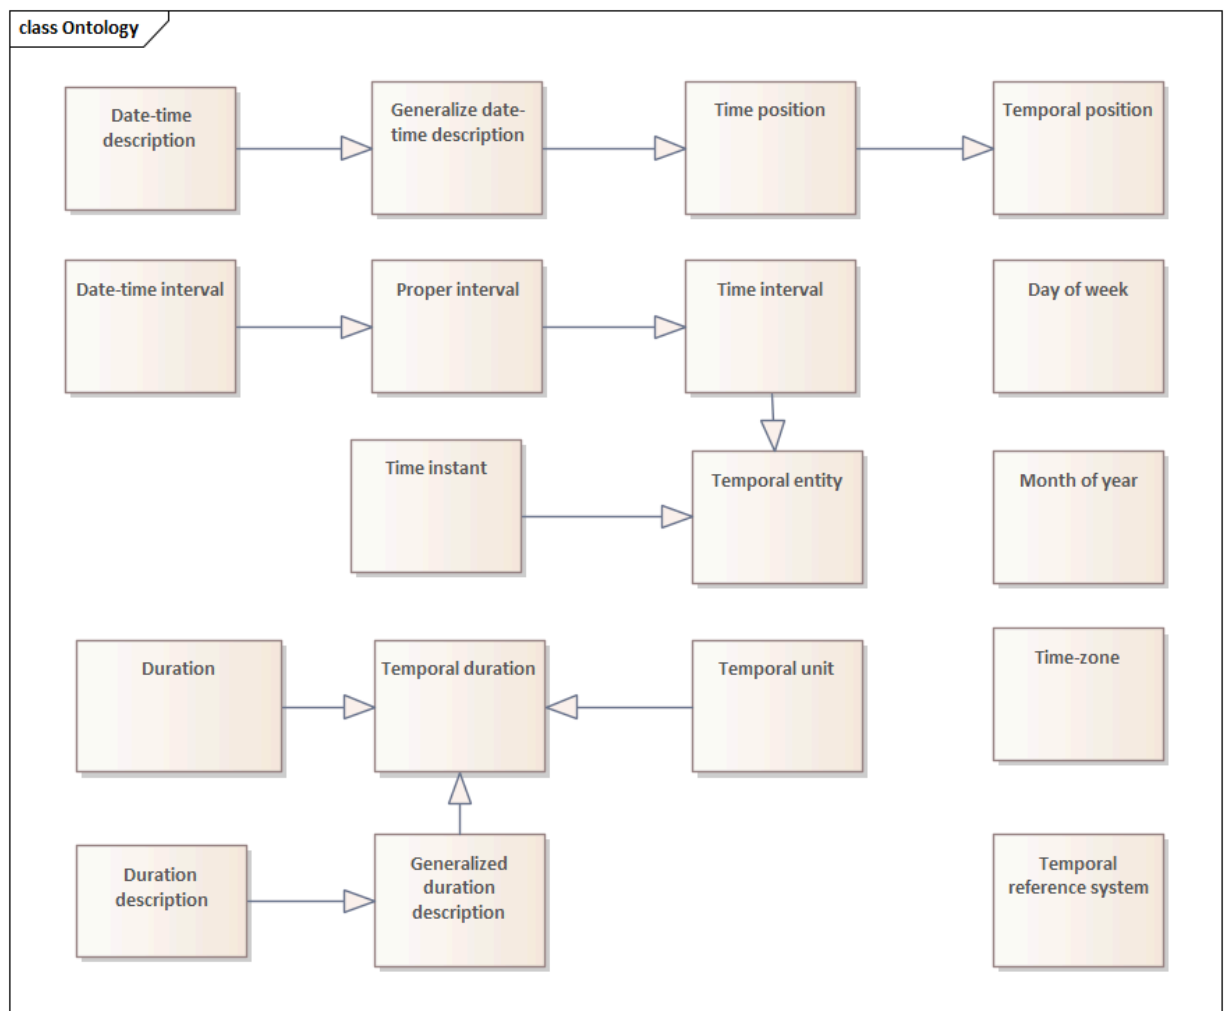 class Ontology
Date-time
description
Generalize date-
time description
Time position
Temporal position
Date-time interval
Proper interval
Time interval
Day of week
Time instant
Temporal entity
Month of year
Duration
Temporal duration
Temporal unit
Time-zone
Duration
description
Generalized
duration
description
Temporal
reference system